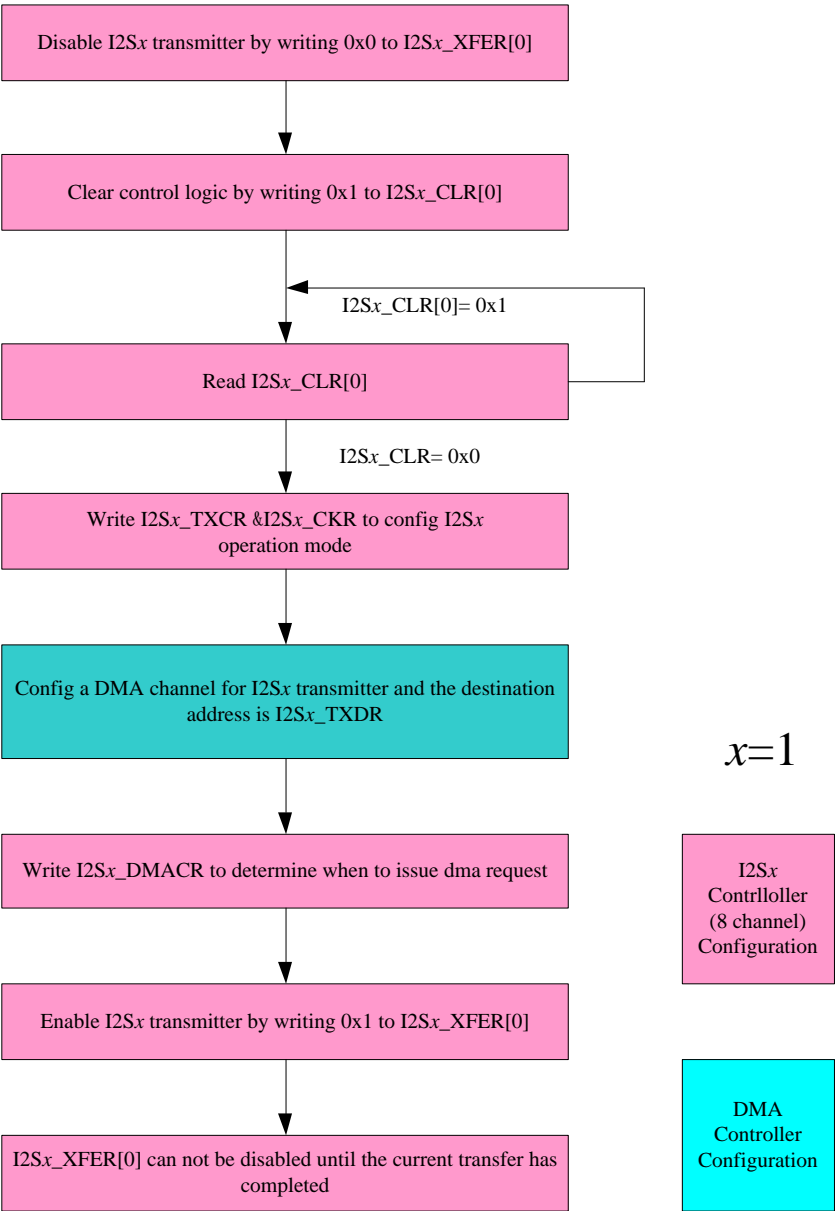 Disable I2Sx transmitter by writing 0x0 to I2Sx_XFER[0]
Clear control logic by writing 0x1 to I2Sx_CLR[0]
I2Sx_CLR[0]= 0x1
Read I2Sx_CLR[0]
I2Sx_CLR= 0x0
Write I2Sx_TXCR &I2Sx_CKR to config I2Sx
operation mode
Config a DMA channel for I2Sx transmitter and the destination
address is I2Sx_TXDR
x=1
Write I2Sx_DMACR to determine when to issue dma request
I2Sx
Contrlloller
(8 channel)
Configuration
Enable I2Sx transmitter by writing 0x1 to I2Sx_XFER[0]
DMA
Controller
Configuration
I2Sx_XFER[0] can not be disabled until the current transfer has
completed